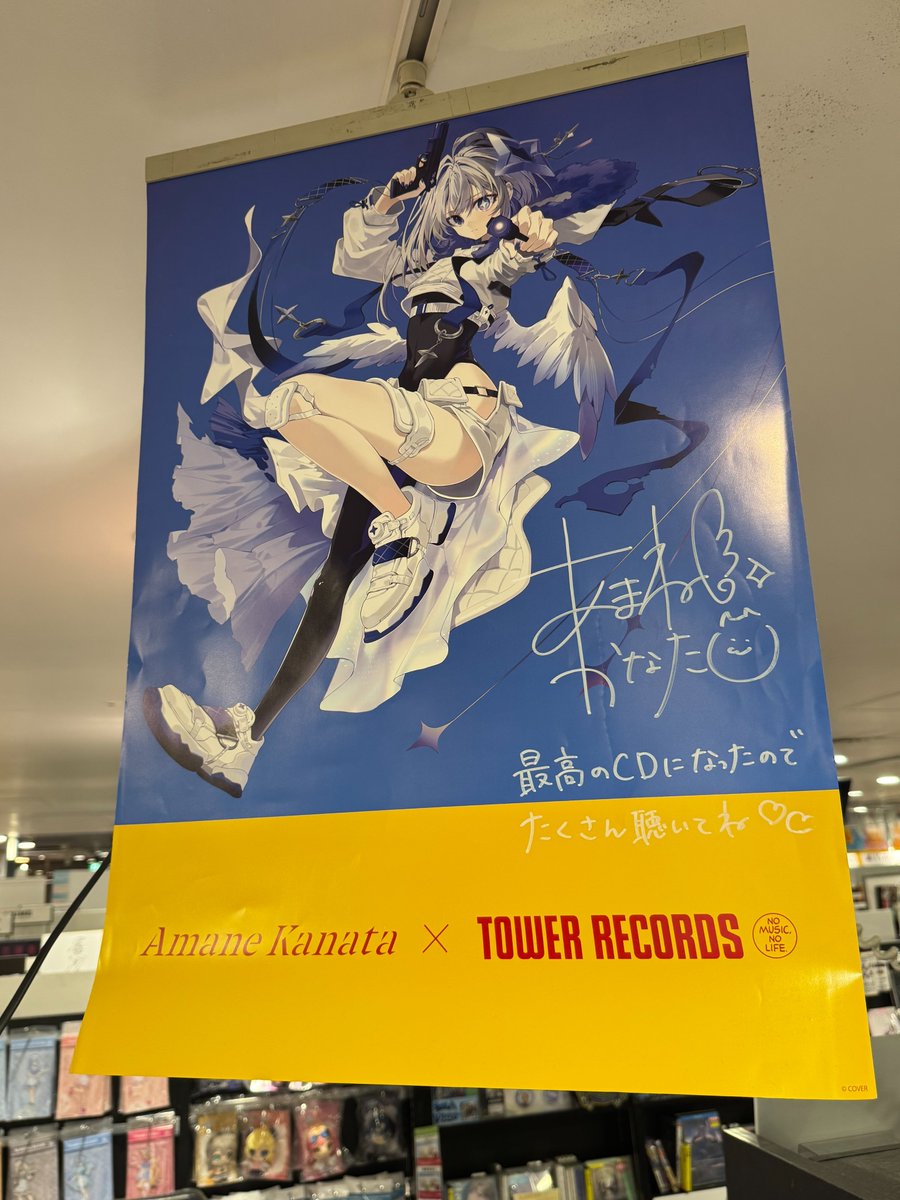 あまね
かなた
最高のCDになったので
たくさん聴いてね♡
Amane Kanata × TOWER RECORDS
NO
MUSIC,
NO
LIFE.
© COVER